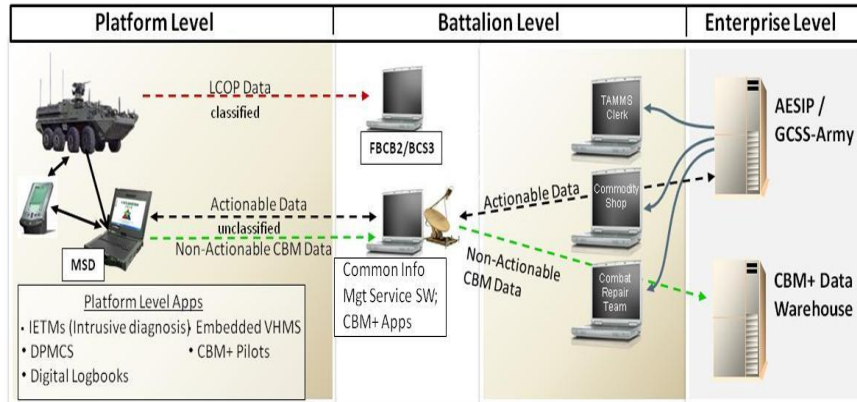 Platform Level
Battalion Level
Enterprise Level
LCOP Data
classified
FBCB2/BCS3
TAMMS
Clerk
AESIP /
GCSS-Army
Actionable Data
unclassified
Non-Actionable CBM Data
MSD
Actionable Data
Commodity
Shop
Non-Actionable
CBM Data
Common Info
Mgt Service SW;
CBM+ Apps
Combat
Repair
Team
CBM+ Data
Warehouse
Platform Level Apps
· IETMs (Intrusive diagnosis)· Embedded VHMS
• DPMCS • CBM+ Pilots
• Digital Logbooks